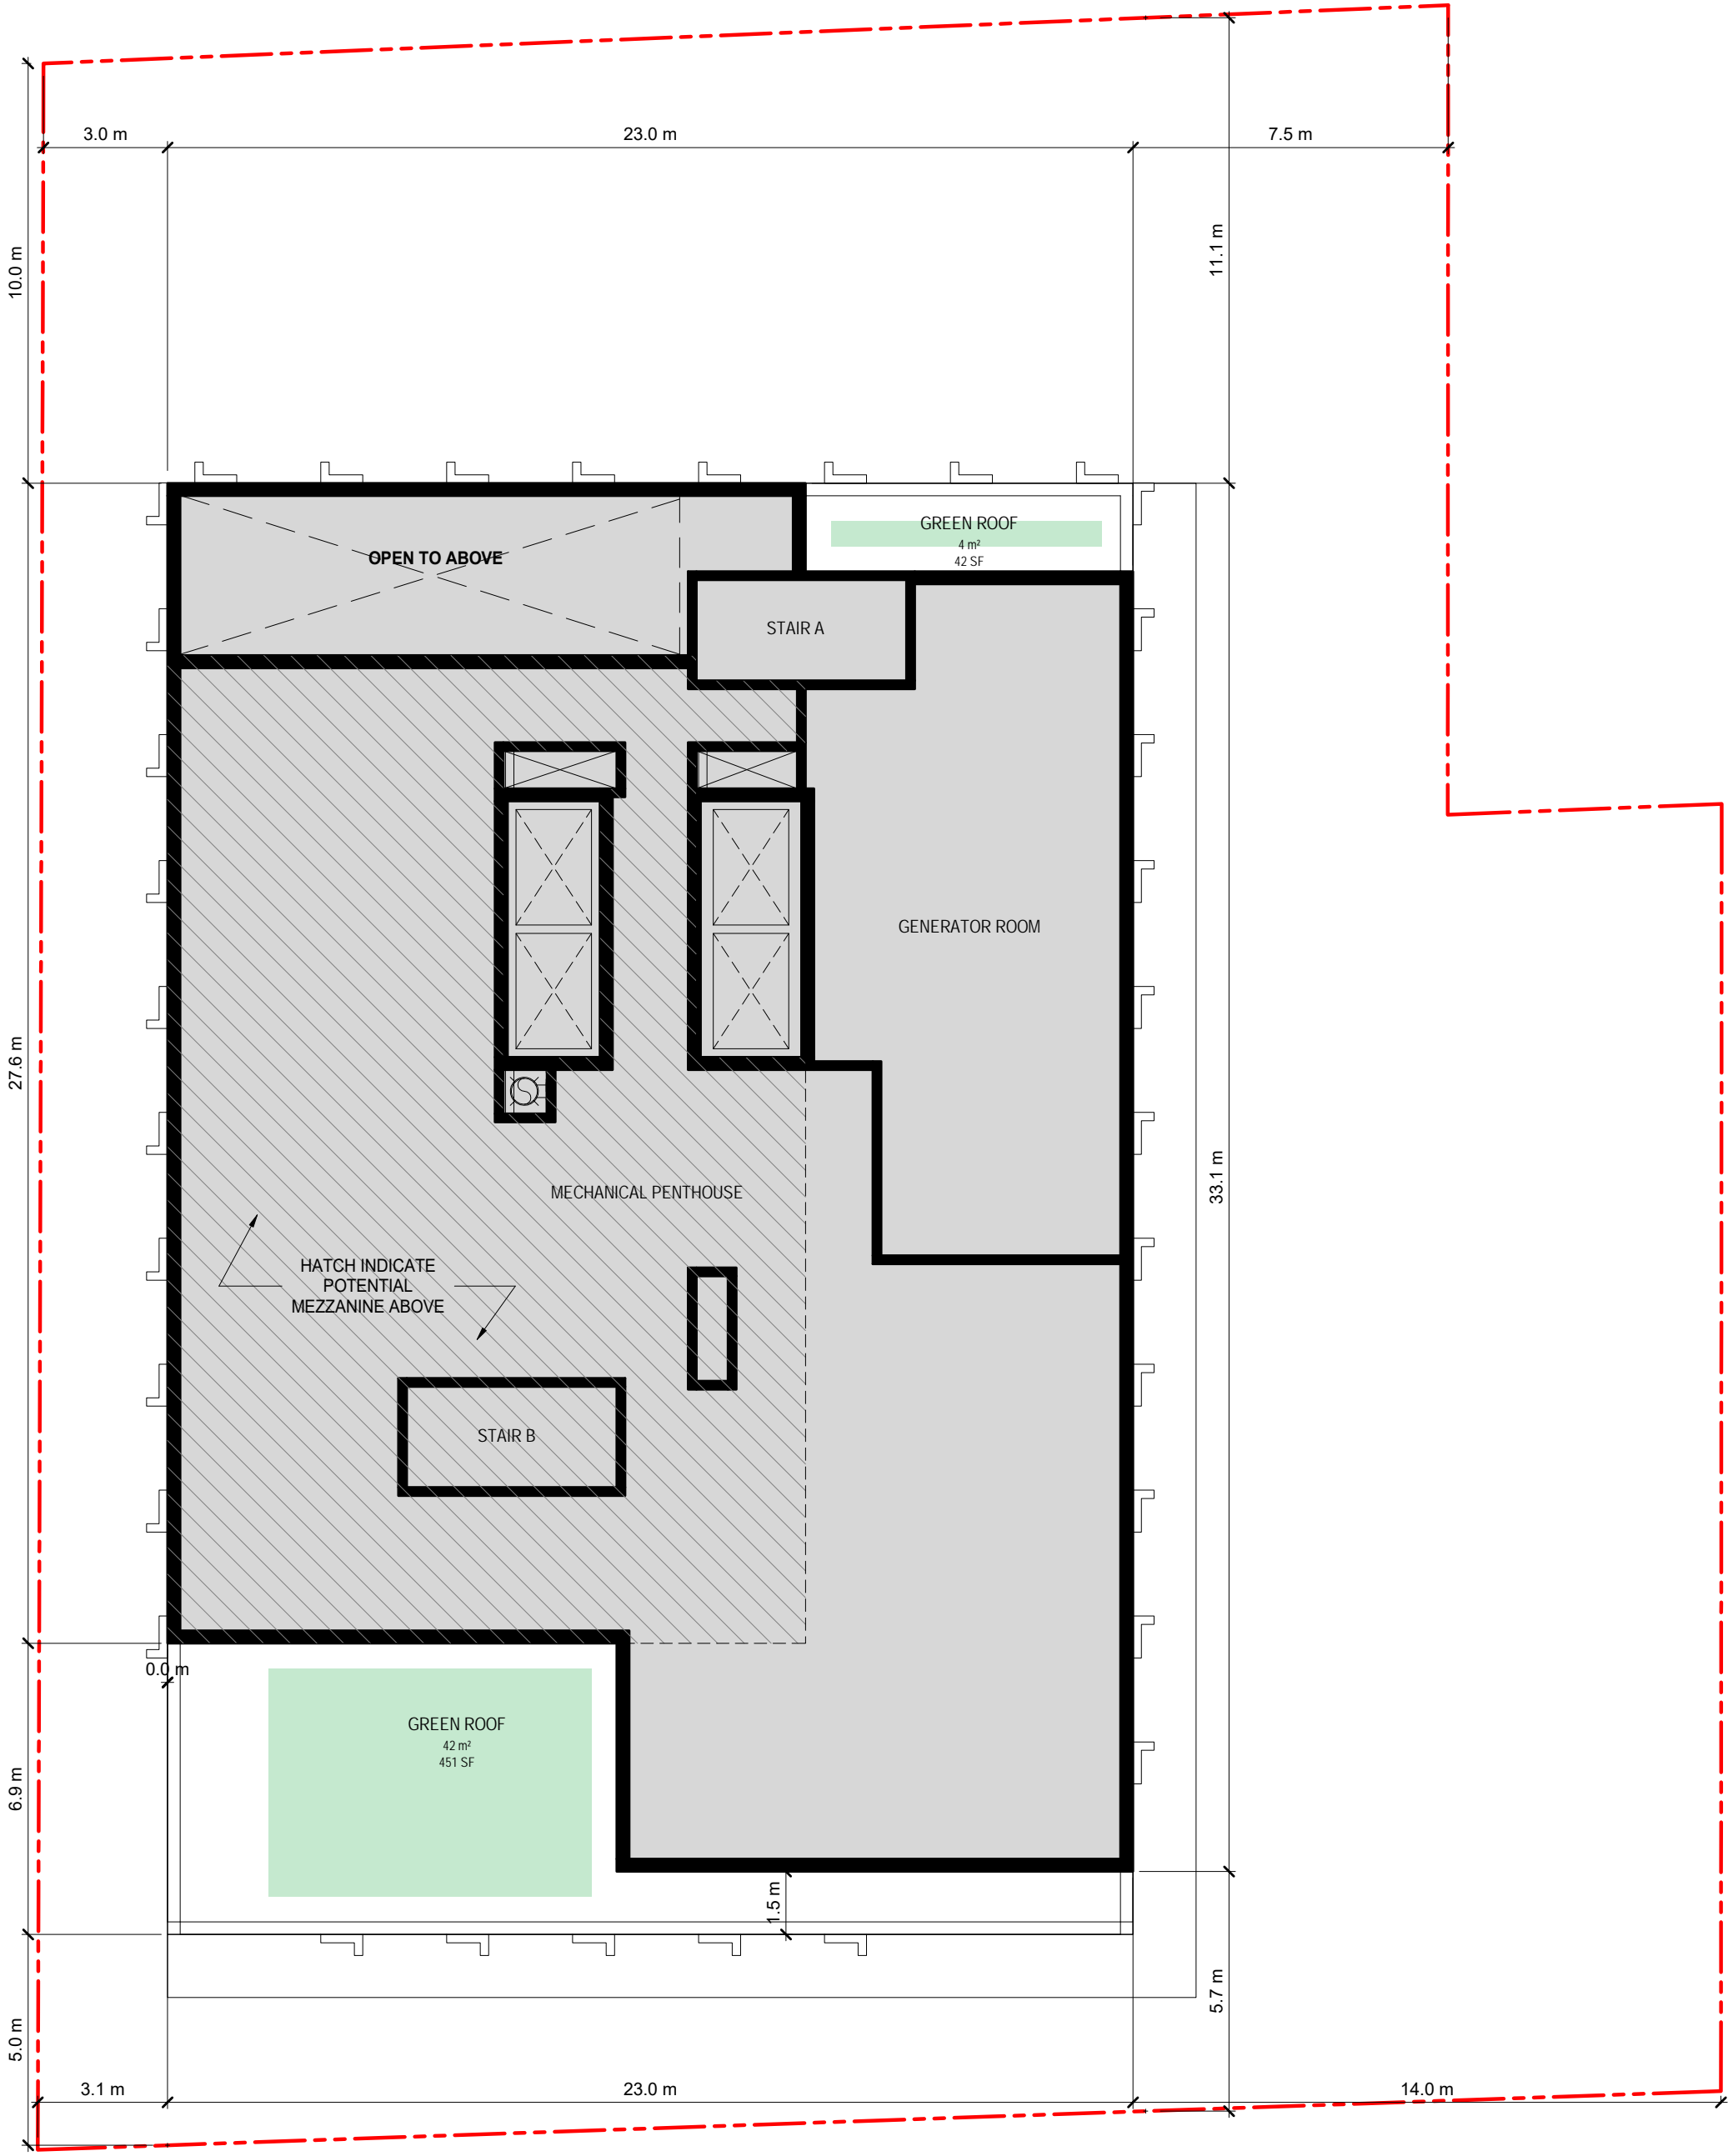 3.0 m
23.0 m
7.5 m
10.0 m
11.1 m
GREEN ROOF
4 m²
42 SF
OPEN TO ABOVE
STAIR A
GENERATOR ROOM
27.6 m
33.1 m
MECHANICAL PENTHOUSE
HATCH INDICATE
POTENTIAL
MEZZANINE ABOVE
STAIR B
0.0 m
GREEN ROOF
42 m²
451 SF
6.9 m
1.5 m
5.7 m
5.0 m
3.1 m
23.0 m
14.0 m